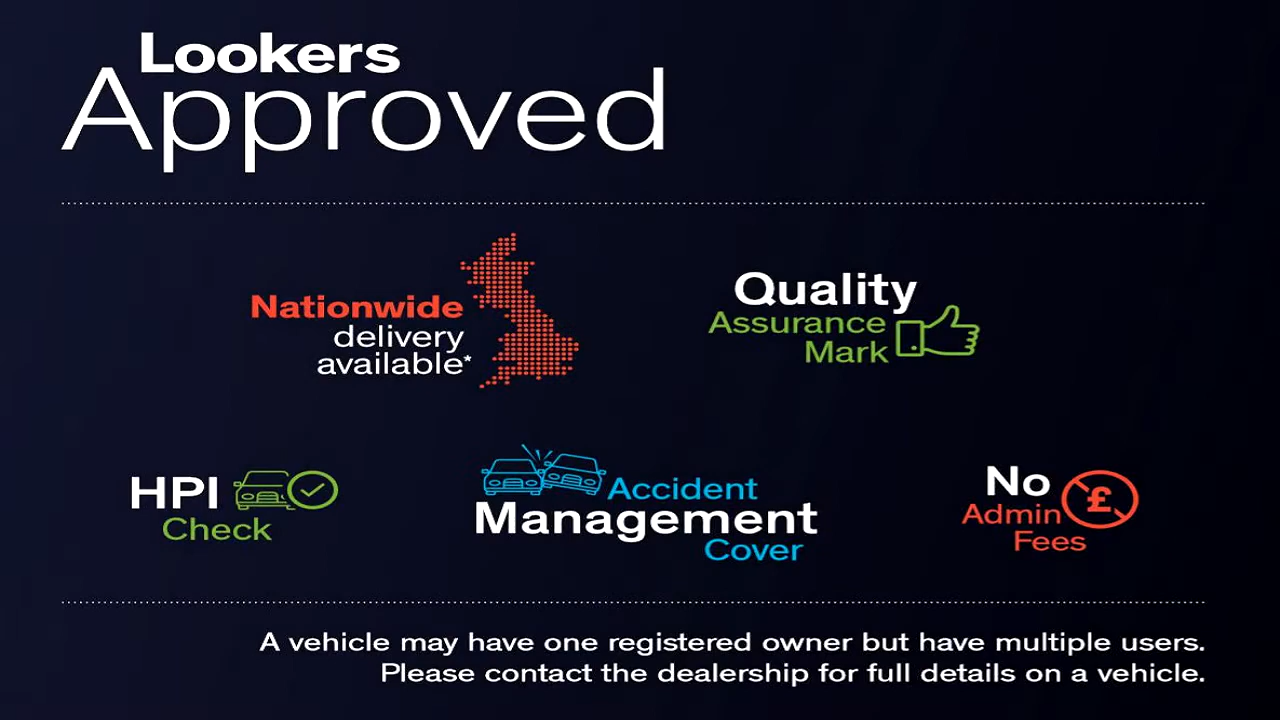 Lookers
Approved
Nationwide
delivery
available*
Quality
Assurance
Mark
HPI
Check
Accident
Management
Cover
No
Admin
£
Fees
A vehicle may have one registered owner but have multiple users.
Please contact the dealership for full details on a vehicle.